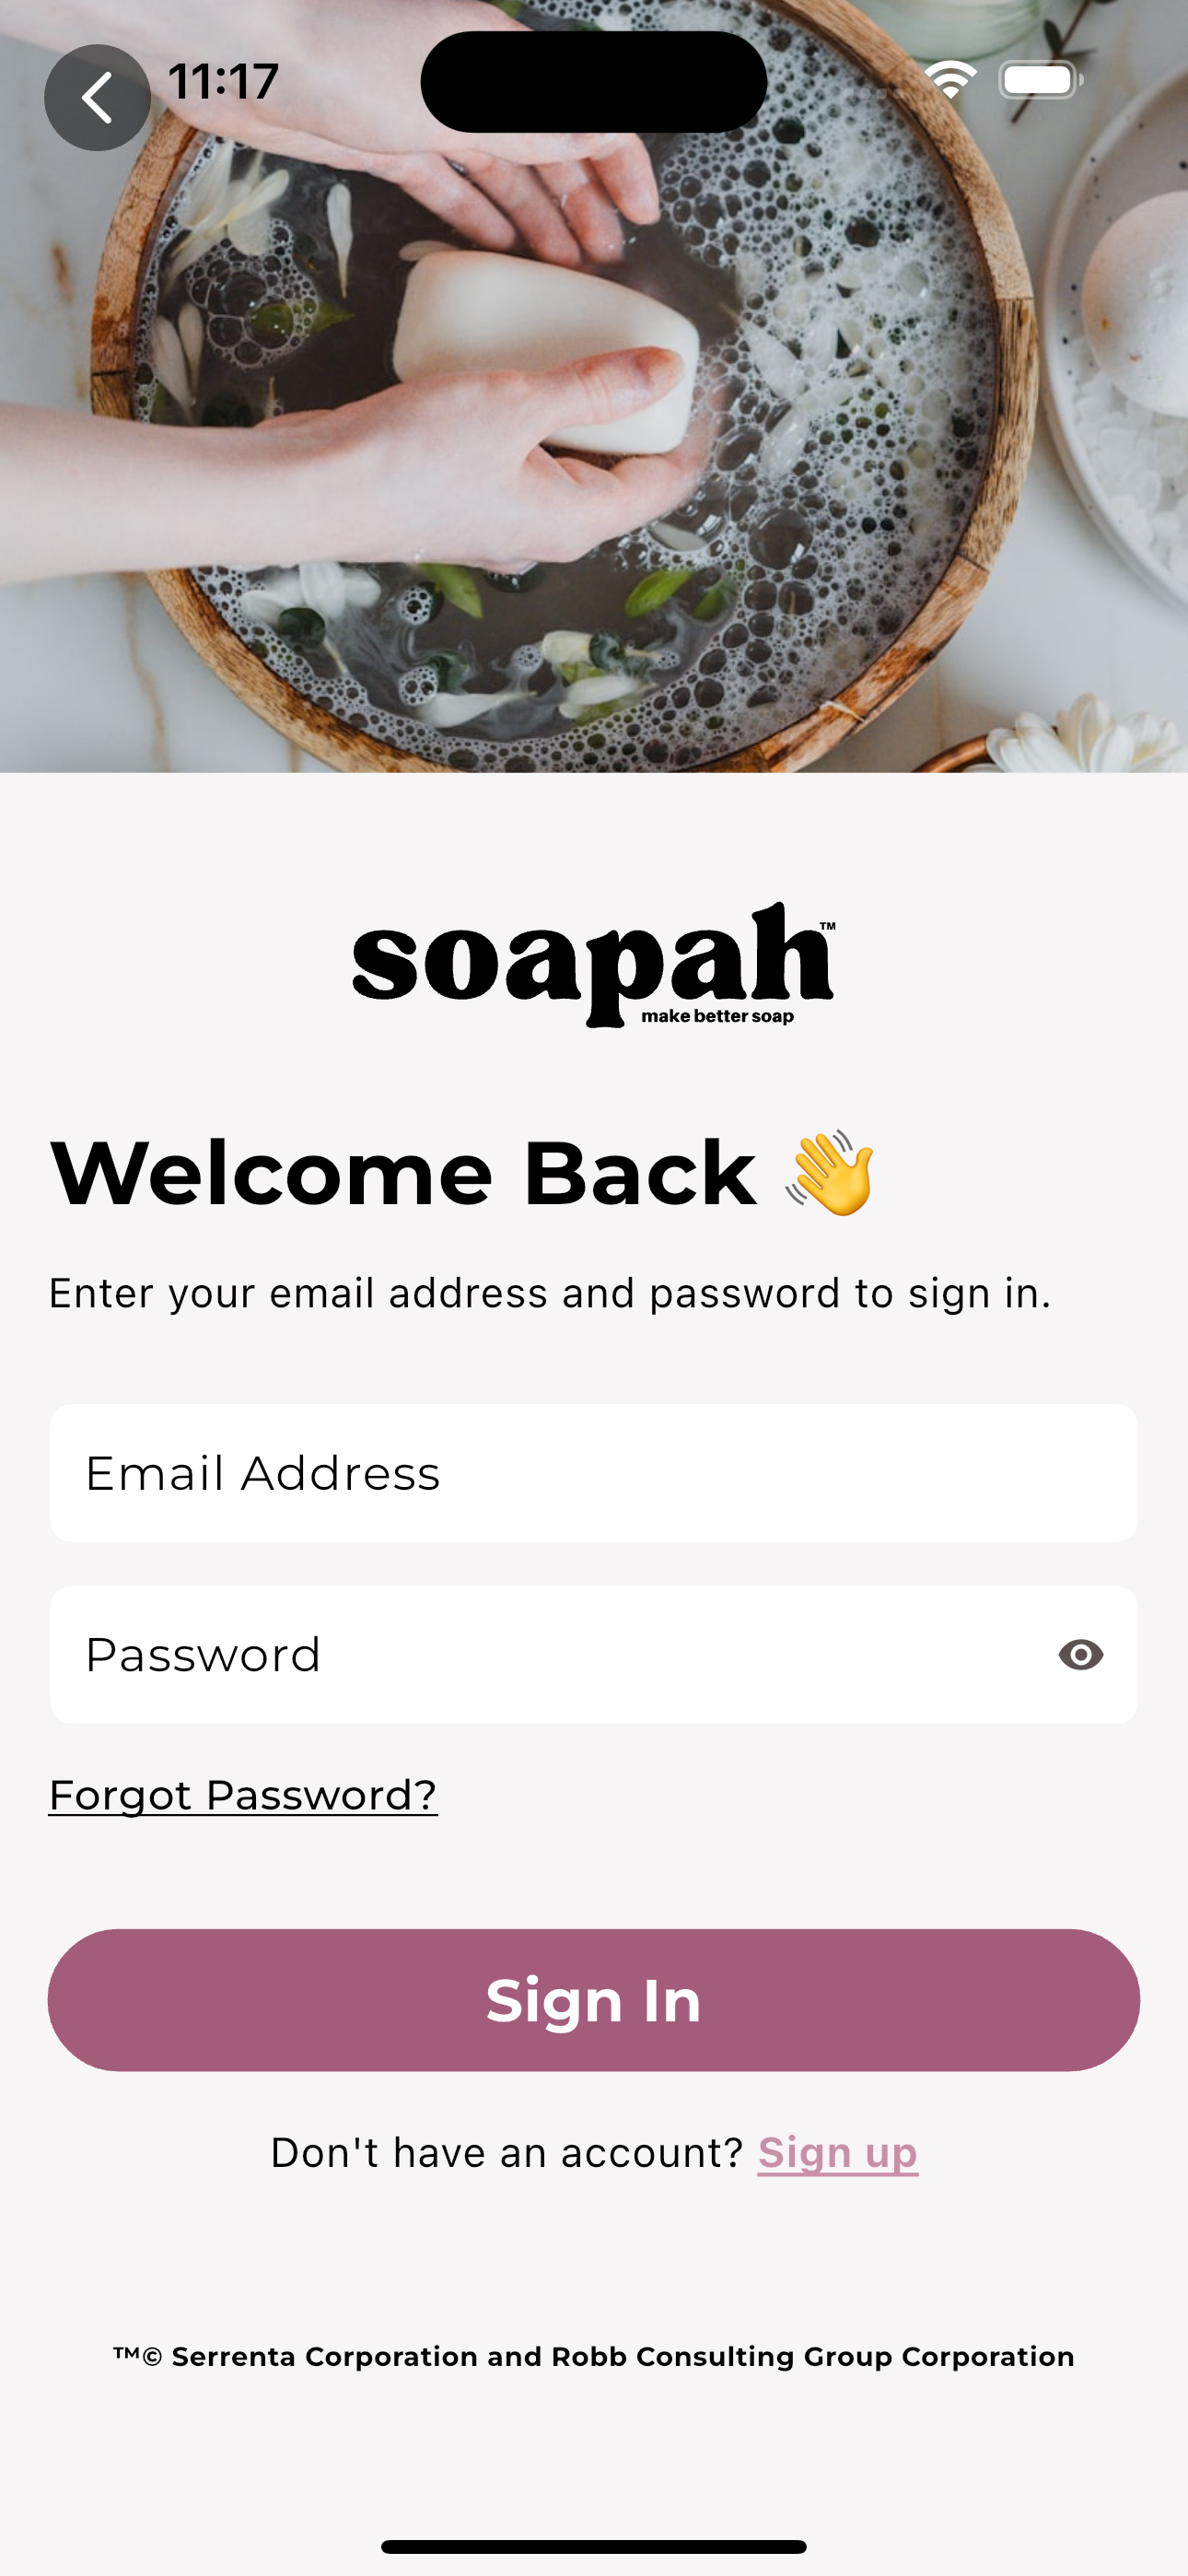 11:17
soapah™
make better soap
Welcome Back 👋
Enter your email address and password to sign in.
Email Address
Password
Forgot Password?
Sign In
Don't have an account? Sign up
™© Serrenta Corporation and Robb Consulting Group Corporation